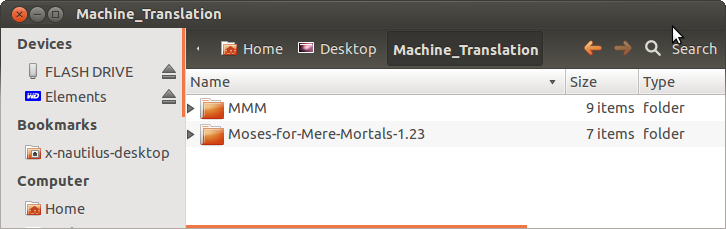 Machine_Translation
Devices
FLASH DRIVE
WD Elements
Bookmarks
x-nautilus-desktop
Computer
Home
Home Desktop Machine_Translation Search
Name Size Type
MMM 9 items folder
Moses-for-Mere-Mortals-1.23 7 items folder